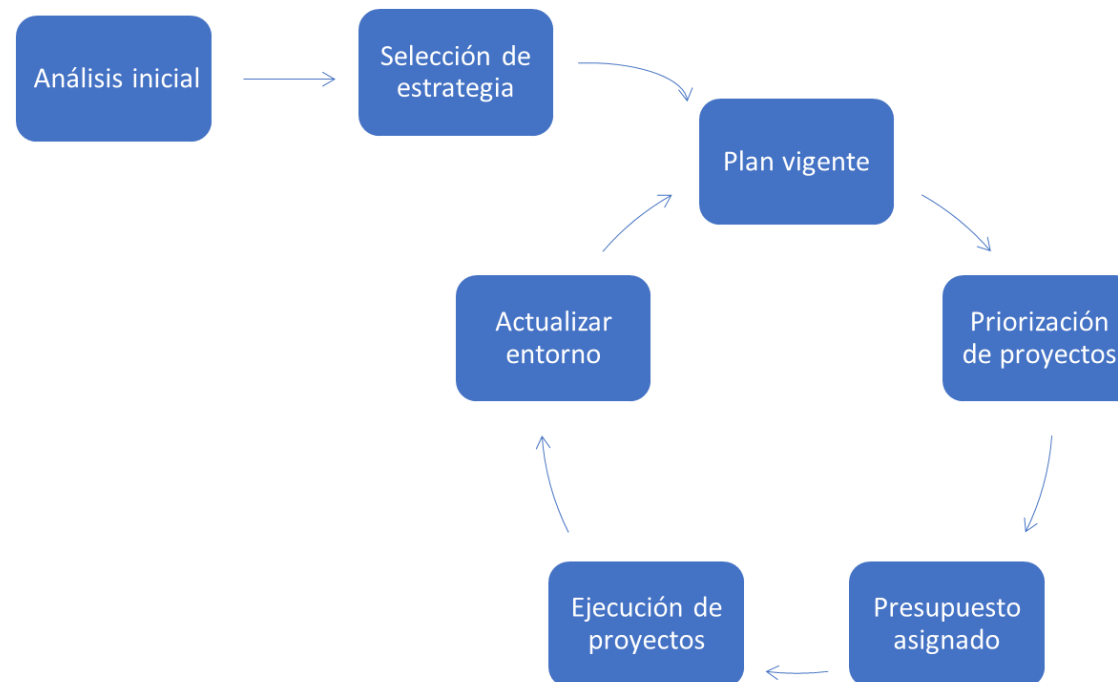 Análisis inicial
Selección de
estrategia
Plan vigente
Priorización
de proyectos
Presupuesto
asignado
Ejecución de
proyectos
Actualizar
entorno